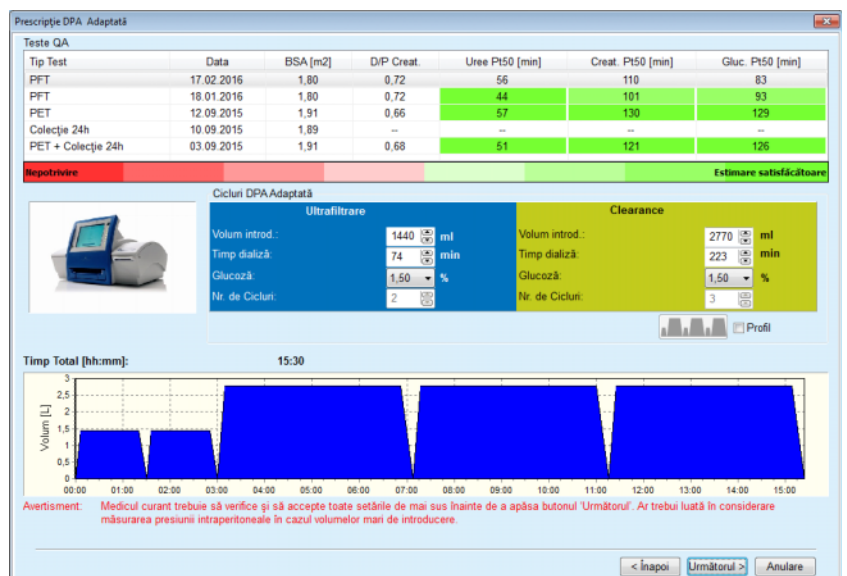 Prescripție DPA Adaptată
Teste QA
Tip Test Data BSA [m2] D/P Creat. Uree Pt50 [min] Creat. Pt50 [min] Gluc. Pt50 [min]
PFT 17.02.2016 1,80 0,72 56 110 83
PFT 18.01.2016 1,80 0,72 44 101 93
PET 12.09.2015 1,91 0,66 57 130 129
Colecție 24h 10.09.2015 1,89 -- -- -- --
PET + Colecție 24h 03.09.2015 1,91 0,68 51 121 126
Nepotrivire Estimare satisfăcătoare
Cicluri DPA Adaptată
Ultrafiltrare Clearance
Volum introd.: 1440 ml Volum introd.: 2770 ml
Timp dializă: 74 min Timp dializă: 223 min
Glucoză: 1,50 % Glucoză: 1,50 %
Nr. de Cicluri: 2 Nr. de Cicluri: 3
Profil
Timp Total [hh:mm]: 15:30
Volum [L]
3
2,5
2
1,5
1
0,5
0
00:00 01:00 02:00 03:00 04:00 05:00 06:00 07:00 08:00 09:00 10:00 11:00 12:00 13:00 14:00 15:00
Avertisment: Medicul curant trebuie să verifice și să accepte toate setările de mai sus înainte de a apăsa butonul 'Următorul'. Ar trebui luată în considerare
măsurarea presiunii intraperitoneale în cazul volumelor mari de introducere.
< Înapoi Următorul > Anulare